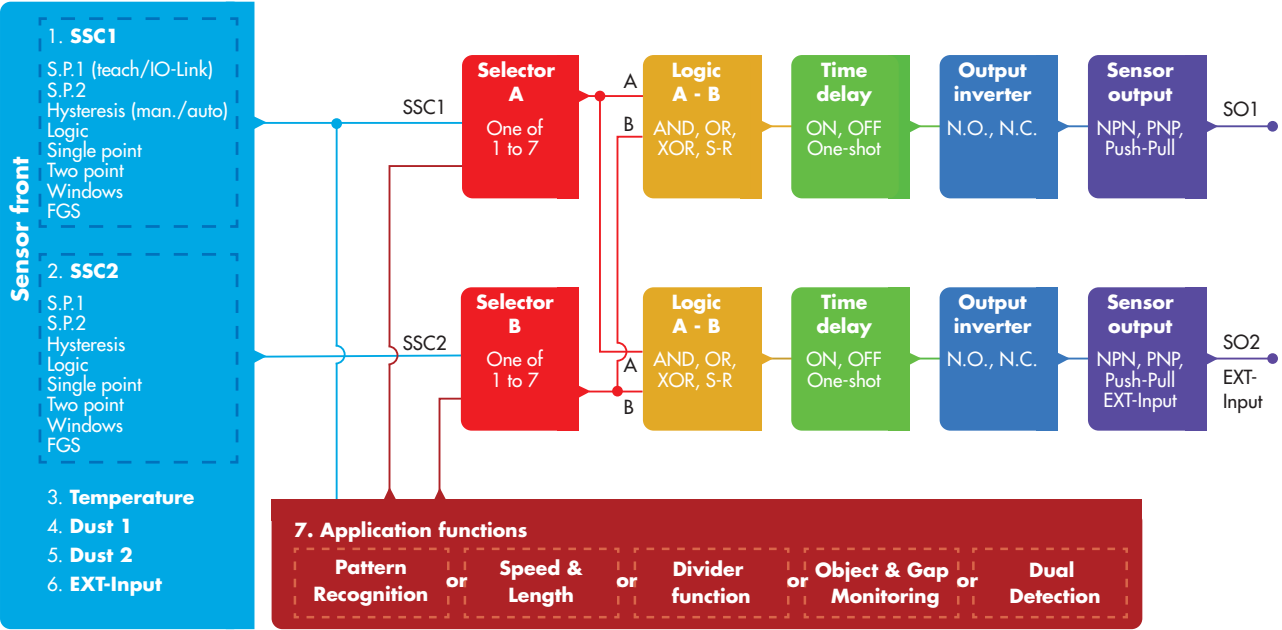 Sensor front
1. SSC1
S.P.1 (teach/IO-Link)
S.P.2
Hysteresis (man./auto)
Logic
Single point
Two point
Windows
FGS
2. SSC2
S.P.1
S.P.2
Hysteresis
Logic
Single point
Two point
Windows
FGS
3. Temperature
4. Dust 1
5. Dust 2
6. EXT-Input
SSC1
Selector
A
One of
1 to 7
A
B
Logic
A - B
AND, OR,
XOR, S-R
Time
delay
ON, OFF
One-shot
Output
inverter
N.O., N.C.
Sensor
output
NPN, PNP,
Push-Pull
SO1
SSC2
Selector
B
One of
1 to 7
A
B
Logic
A - B
AND, OR,
XOR, S-R
Time
delay
ON, OFF
One-shot
Output
inverter
N.O., N.C.
Sensor
output
NPN, PNP,
Push-Pull
EXT-Input
SO2
EXT-
Input
7. Application functions
Pattern
Recognition
or
Speed &
Length
or
Divider
function
or
Object & Gap
Monitoring
or
Dual
Detection